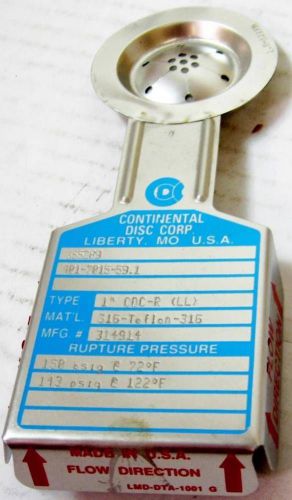 CONTINENTAL
DISC CORP.
LIBERTY, MO U.S.A.
TYPE 1" CDC-R (LL)
MAT'L. 316-Teflon-316
MFG # 314914
RUPTURE PRESSURE
158 psig @ 72°F
143 psig @ 122°F
MADE IN U.S.A.
FLOW DIRECTION
LMD-DTA-1001 G